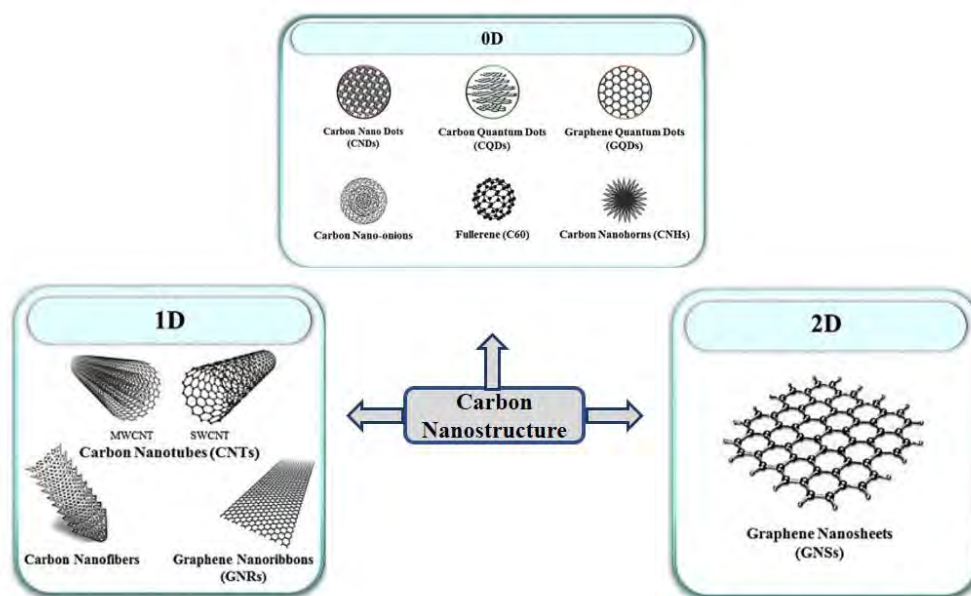 0D
Carbon Nano Dots
(CNDs)
Carbon Quantum Dots
(CQDs)
Graphene Quantum Dots
(GQDs)
Carbon Nano-onions
Fullerene (C60)
Carbon Nanohorns (CNHs)
1D
MWCNT
SWCNT
Carbon Nanotubes (CNTs)
Carbon Nanofibers
Graphene Nanoribbons
(GNRs)
Carbon
Nanostructure
2D
Graphene Nanosheets
(GNSs)